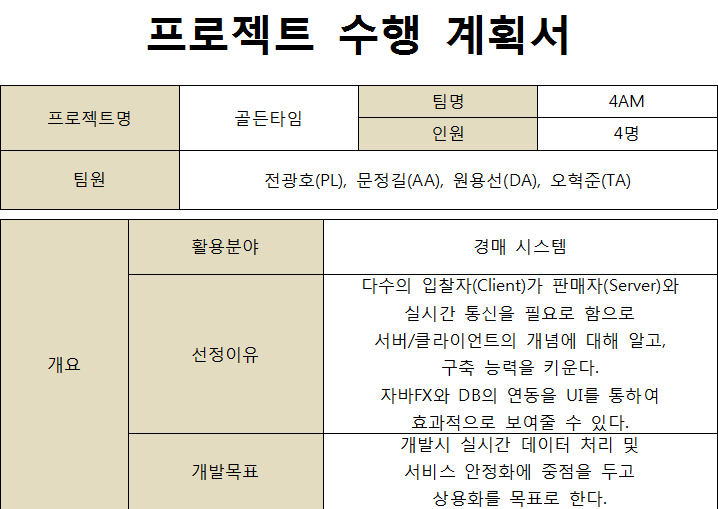 프로젝트 수행 계획서
프로젝트명
골든타임
팀명
4AM
인원
4명
팀원
전광호(PL), 문정길(AA), 원용선(DA), 오혁준(TA)
개요
활용분야
경매 시스템
선정이유
다수의 입찰자(Client)가 판매자(Server)와
실시간 통신을 필요로 함으로
서버/클라이언트의 개념에 대해 알고,
구축 능력을 키운다.
자바FX와 DB의 연동을 UI를 통하여
효과적으로 보여줄 수 있다.
개발목표
개발시 실시간 데이터 처리 및
서비스 안정화에 중점을 두고
상용화를 목표로 한다.